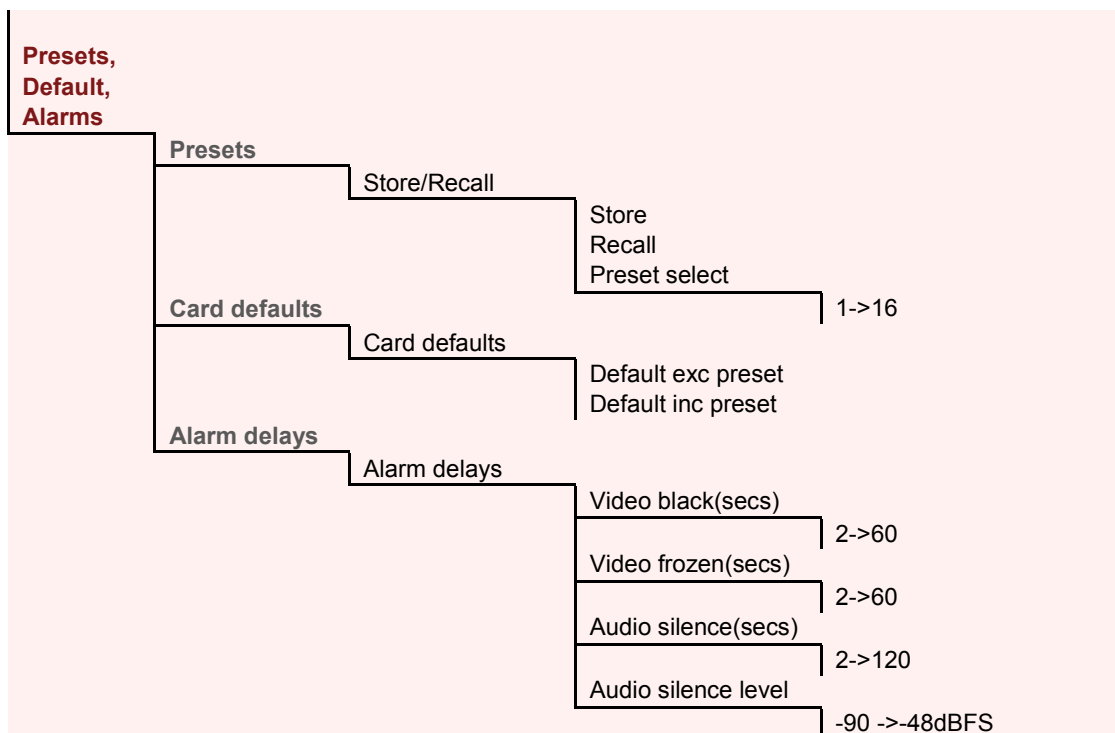 Presets,
Default,
Alarms
Presets
Store/Recall
Store
Recall
Preset select
1->16
Card defaults
Card defaults
Default exc preset
Default inc preset
Alarm delays
Alarm delays
Video black(secs)
2->60
Video frozen(secs)
2->60
Audio silence(secs)
2->120
Audio silence level
-90 ->-48dBFS